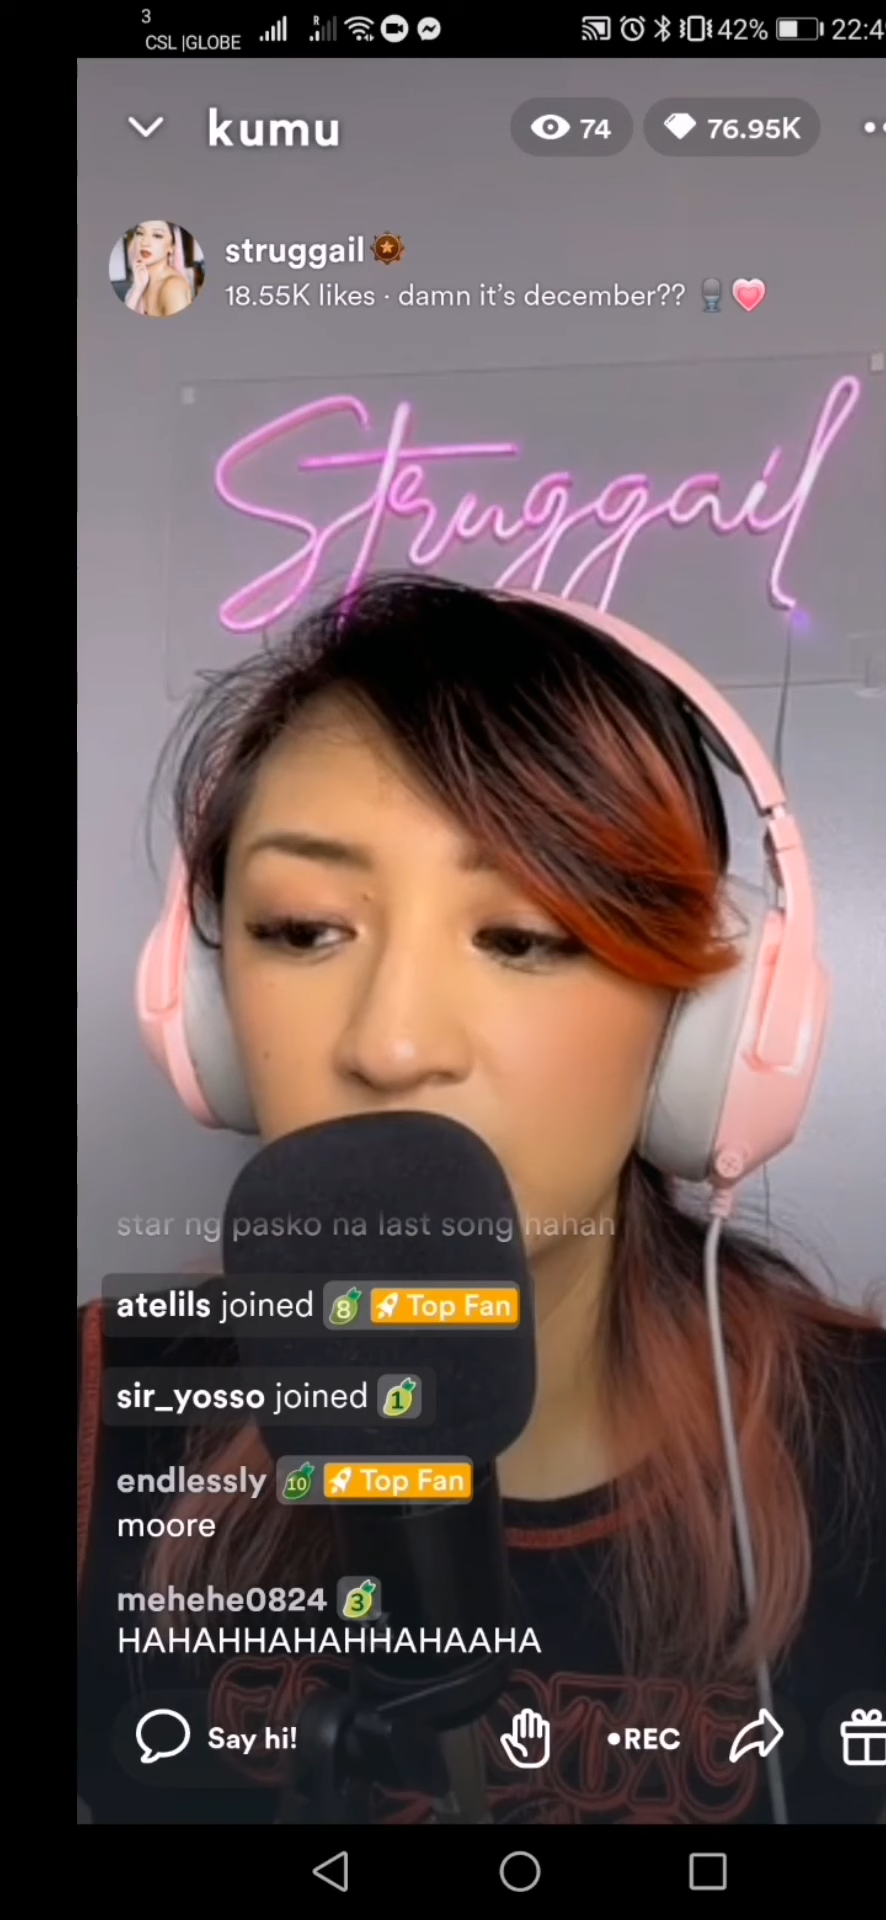 3
CSL |GLOBE
R
42%
22:4
kumu
74
76.95K
struggail
18.55K likes · damn it's december??
Struggail
star ng pasko na last song hahah
atelils joined 8 Top Fan
sir_yosso joined 1
endlessly 10 Top Fan
moore
mehehe0824 3
HAHAHHAHAHHAHAAHA
Say hi!
•REC